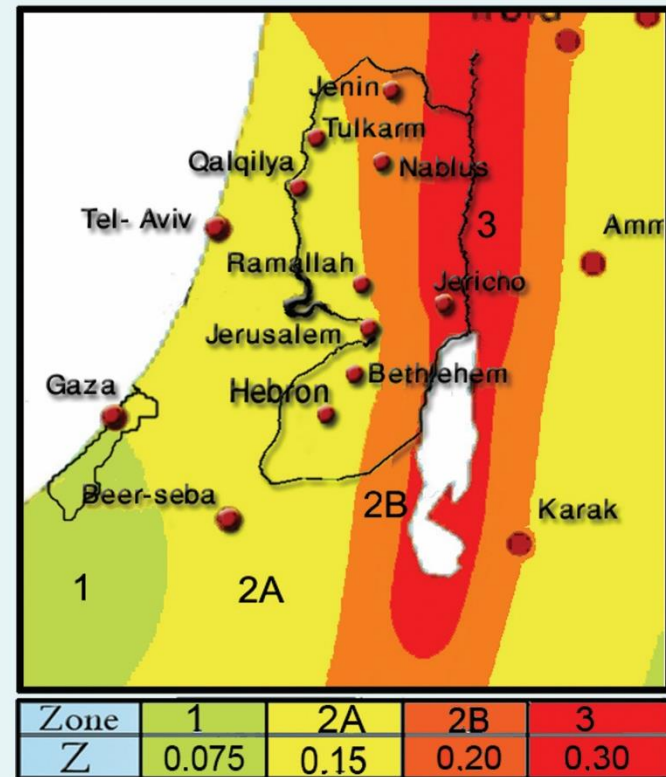 Jenin
Tulkarm
Qalqilya
Nablus
Tel- Aviv
3
Amm
Ramallah
Jericho
Jerusalem
Gaza
Bethlehem
Hebron
Beer-seba
2B
Karak
1
2A
Zone 1 2A 2B 3
Z 0.075 0.15 0.20 0.30